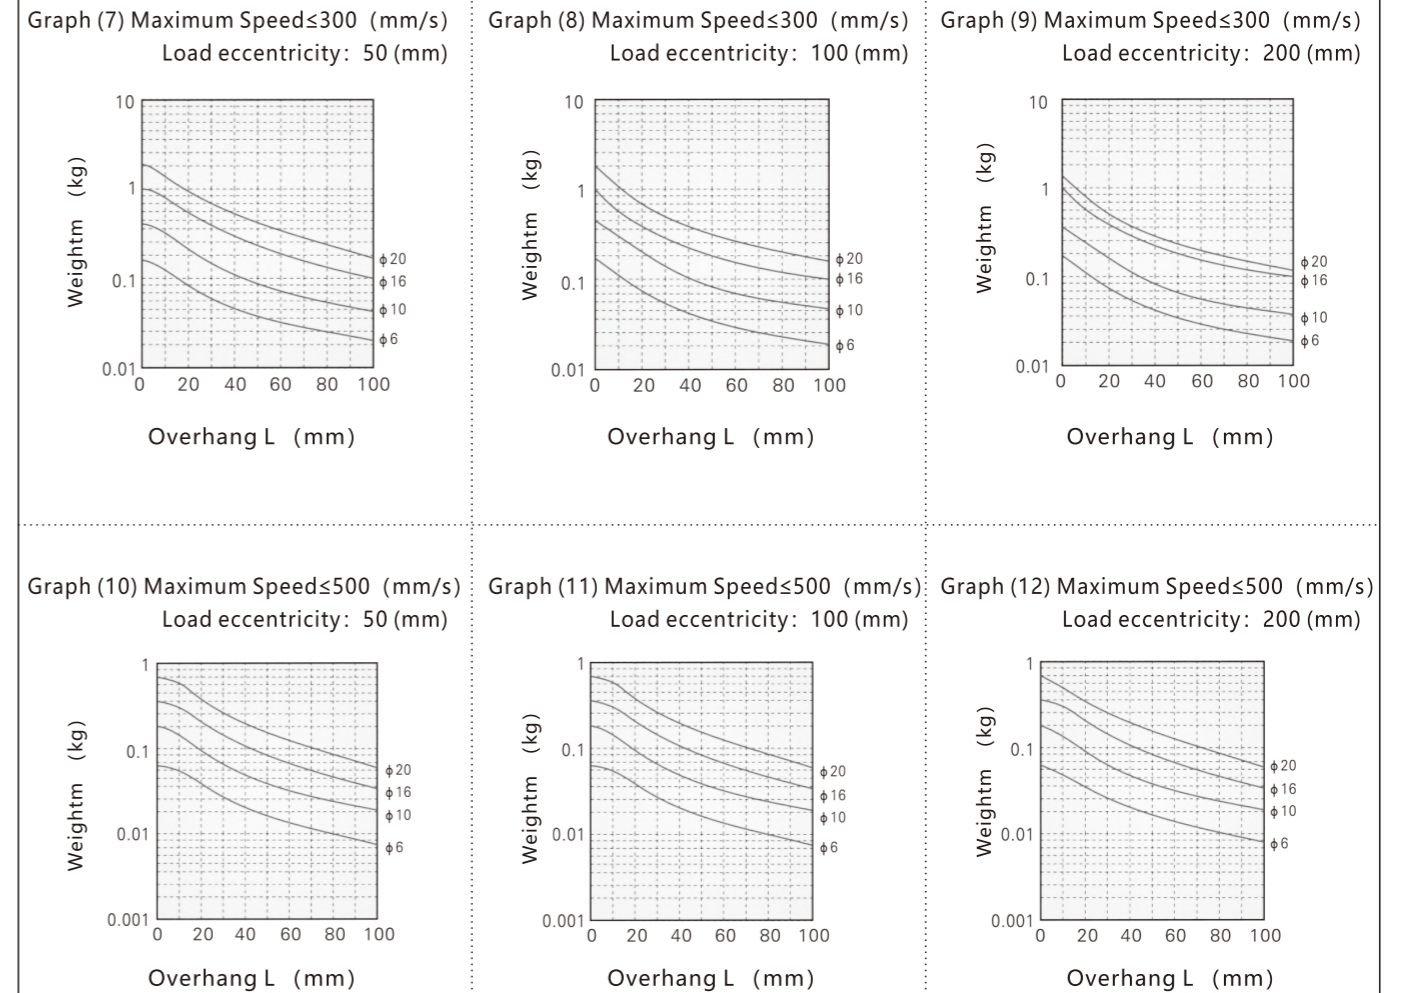 Graph (7) Maximum Speed≤300 (mm/s)
Load eccentricity: 50 (mm)
10
1
0.1
0.01
Weightm (kg)
ϕ20
ϕ16
ϕ10
ϕ6
0 20 40 60 80 100
Overhang L (mm)
Graph (8) Maximum Speed≤300 (mm/s)
Load eccentricity: 100 (mm)
10
1
0.1
0.01
Weightm (kg)
ϕ20
ϕ16
ϕ10
ϕ6
0 20 40 60 80 100
Overhang L (mm)
Graph (9) Maximum Speed≤300 (mm/s)
Load eccentricity: 200 (mm)
10
1
0.1
0.01
Weightm (kg)
ϕ20
ϕ16
ϕ10
ϕ6
0 20 40 60 80 100
Overhang L (mm)
Graph (10) Maximum Speed≤500 (mm/s)
Load eccentricity: 50 (mm)
1
0.1
0.01
0.001
Weightm (kg)
ϕ20
ϕ16
ϕ10
ϕ6
0 20 40 60 80 100
Overhang L (mm)
Graph (11) Maximum Speed≤500 (mm/s)
Load eccentricity: 100 (mm)
1
0.1
0.01
0.001
Weightm (kg)
ϕ20
ϕ16
ϕ10
ϕ6
0 20 40 60 80 100
Overhang L (mm)
Graph (12) Maximum Speed≤500 (mm/s)
Load eccentricity: 200 (mm)
1
0.1
0.01
0.001
Weightm (kg)
ϕ20
ϕ16
ϕ10
ϕ6
0 20 40 60 80 100
Overhang L (mm)